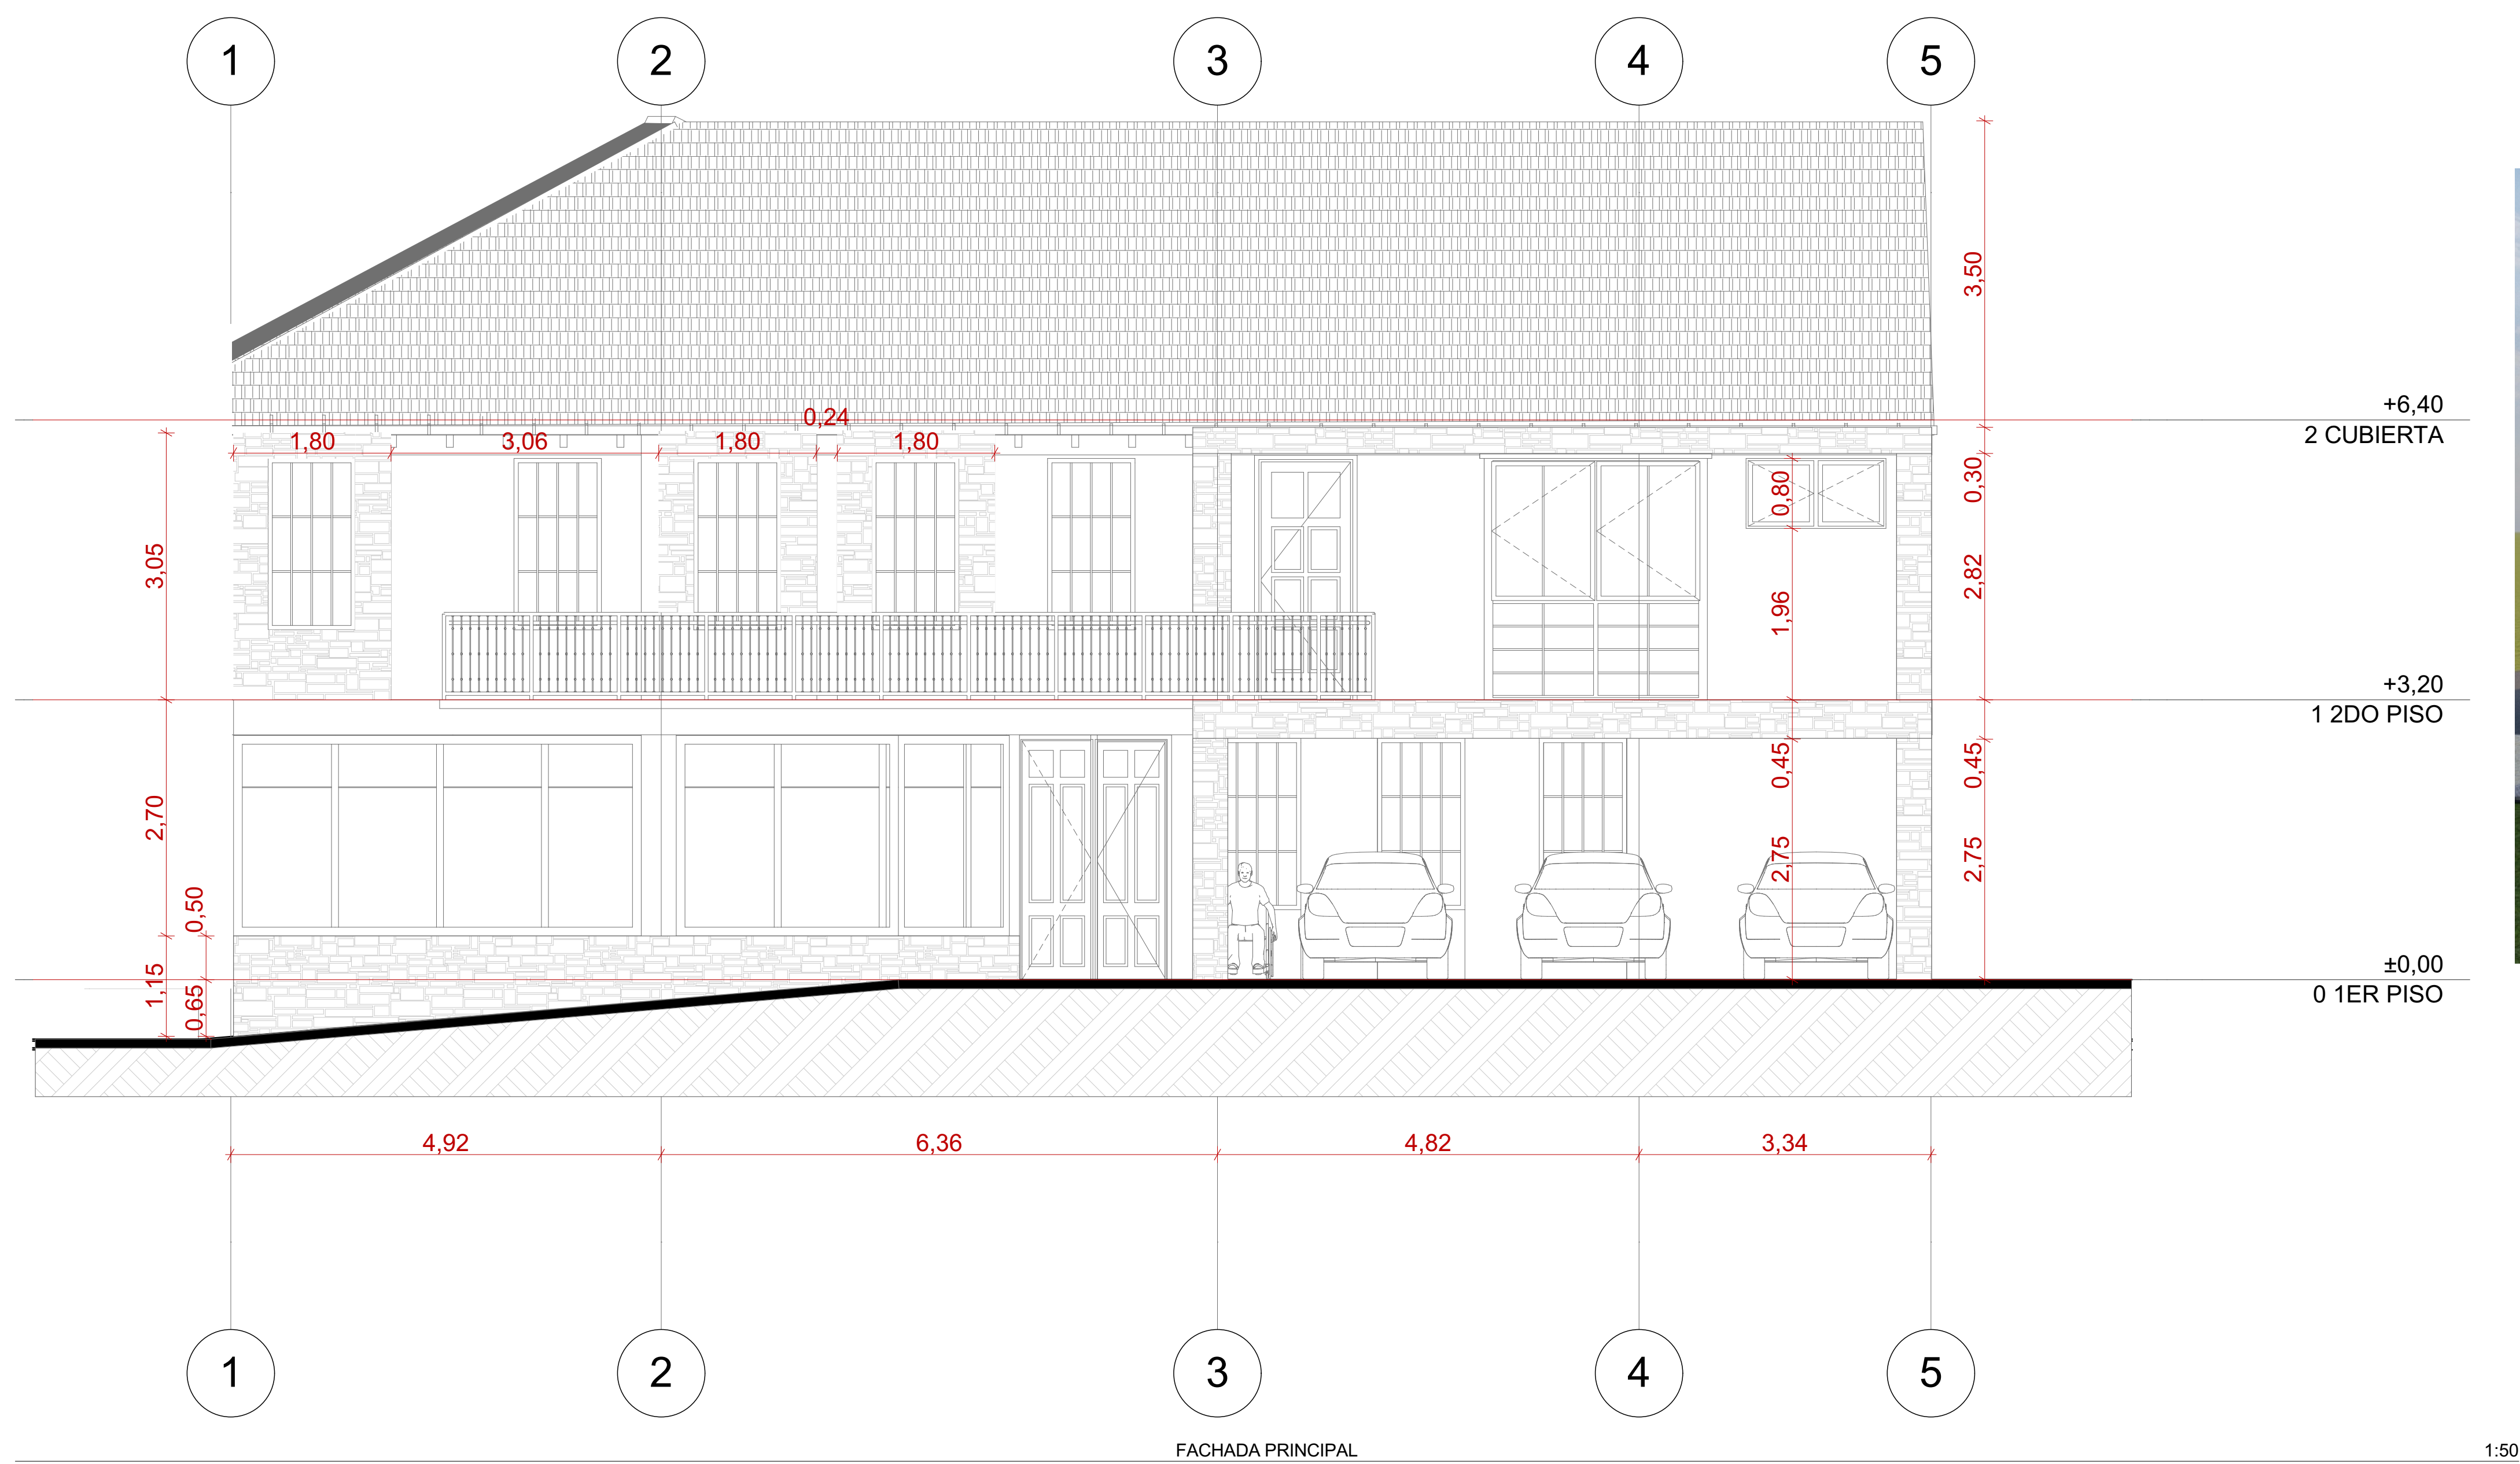 1 2 3 4 5
3,50
+6,40
2 CUBIERTA
0,24
1,80 3,06 1,80 1,80
0,30
0,80
3,05
2,82
1,96
+3,20
1 2DO PISO
0,45 0,45
2,70
2,75 2,75
0,50
±0,00
0 1ER PISO
1,15
0,65
4,92 6,36 4,82 3,34
1 2 3 4 5
FACHADA PRINCIPAL 1:50